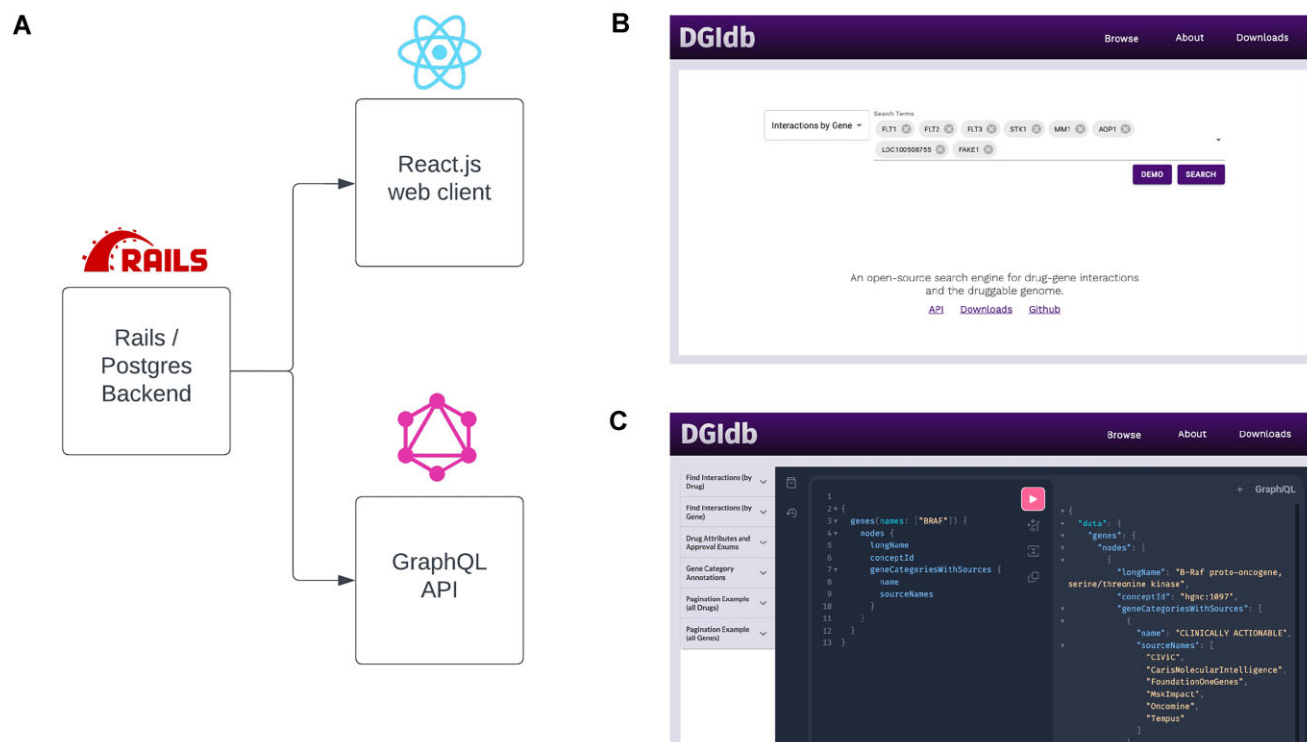 A
React.js
web client
RAILS
Rails /
Postgres
Backend
GraphQL
API
B
DGIdb
Browse About Downloads
Interactions by Gene
Search Terms
FLT1 FLT2 FLT3 STK1 MM1 AQP1
LOC100508755 FAKE1
DEMO SEARCH
An open-source search engine for drug-gene interactions
and the druggable genome.
API Downloads Github
C
DGIdb
Browse About Downloads
Find Interactions (by
Drug)
Find Interactions (by
Gene)
Drug Attributes and
Approval Enums
Gene Category
Annotations
Pagination Example
(all Drugs)
Pagination Example
(all Genes)
1
2 {
3 genes(names: ["BRAF"]) {
4 nodes {
5 longName
6 conceptId
7 geneCategoriesWithSources {
8 name
9 sourceNames
10 }
11 }
12 }
13 }
+ GraphiQL
{
"data": {
"genes": {
"nodes": [
{
"longName": "B-Raf proto-oncogene,
serine/threonine kinase",
"conceptId": "hgnc:1097",
"geneCategoriesWithSources": [
{
"name": "CLINICALLY ACTIONABLE",
"sourceNames": [
"CIViC",
"CarisMolecularIntelligence",
"FoundationOneGenes",
"MskImpact",
"Oncomine",
"Tempus"
]